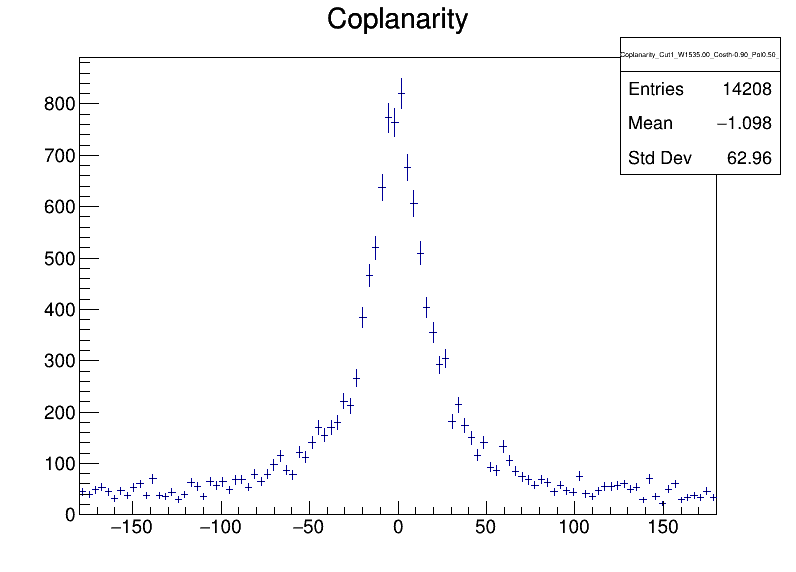 Coplanarity
Coplanarity_Cut1_W1535.00_Costh-0.90_Pol0.50_
Entries 14208
Mean −1.098
Std Dev 62.96
800
700
600
500
400
300
200
100
0
−150 −100 −50 0 50 100 150